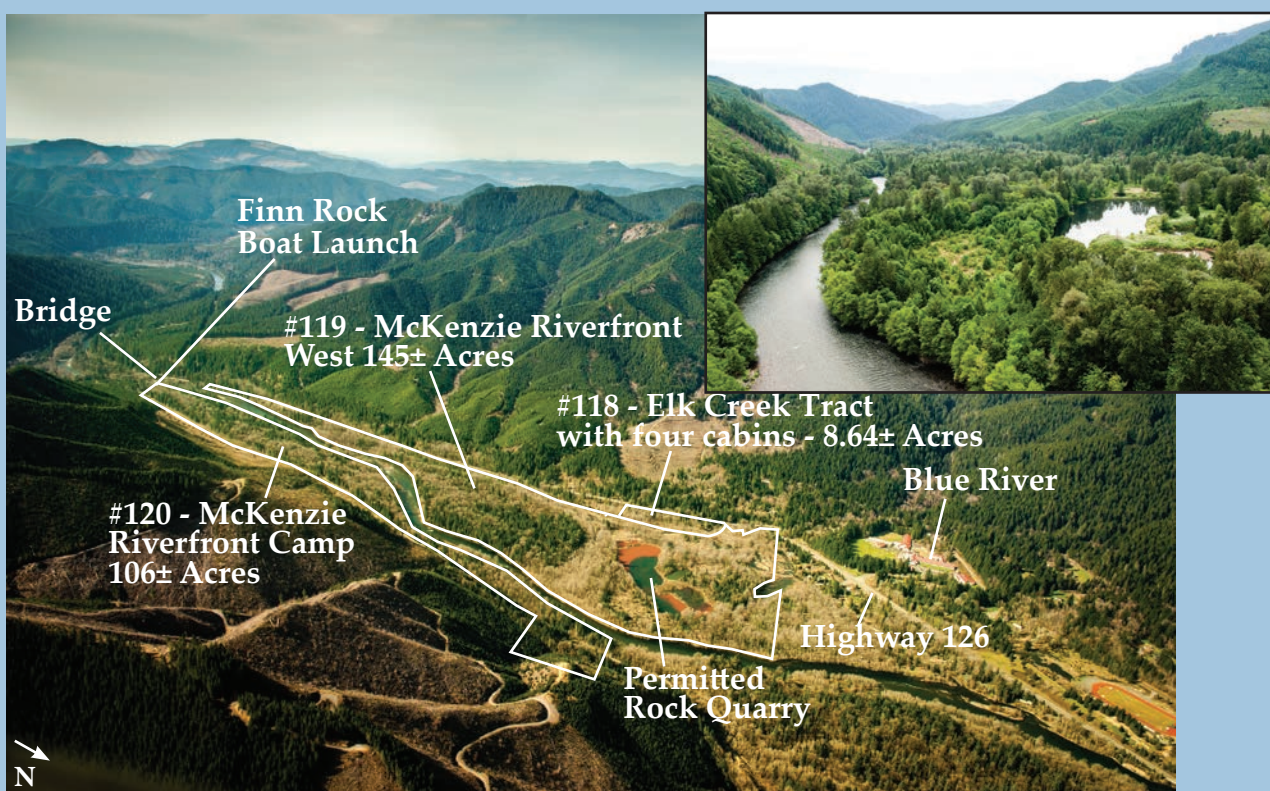 Finn Rock
Boat Launch
Bridge
#119 - McKenzie Riverfront
West 145± Acres
#118 - Elk Creek Tract
with four cabins - 8.64± Acres
Blue River
#120 - McKenzie
Riverfront Camp
106± Acres
Highway 126
Permitted
Rock Quarry
N